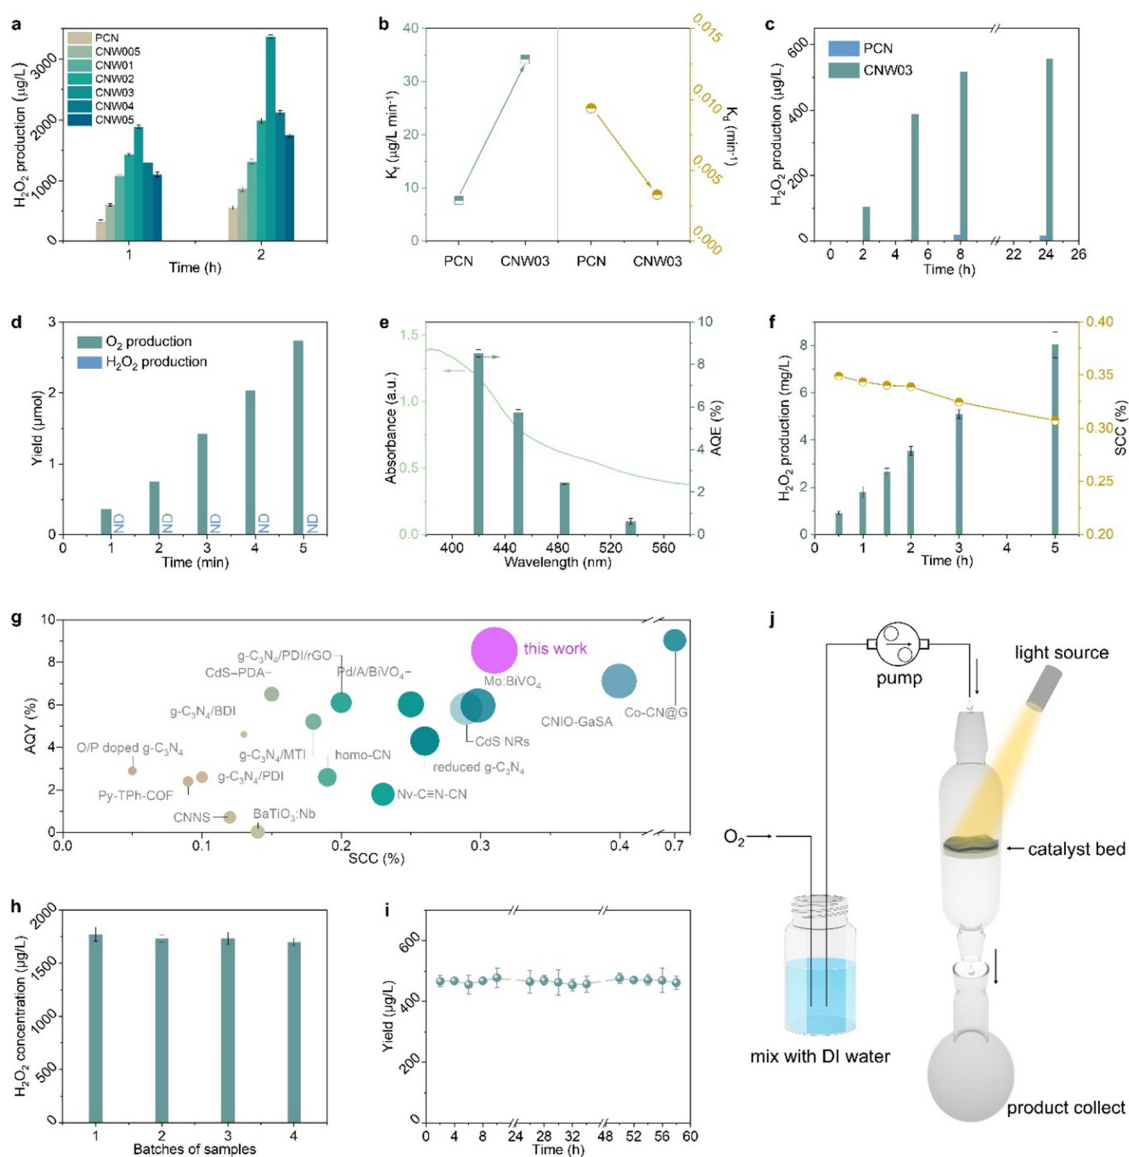 a
PCN
CNW005
CNW01
CNW02
CNW03
CNW04
CNW05
H₂O₂ production (μg/L)
3000
2000
1000
0
1
2
Time (h)
b
K_f (μg/L min⁻¹)
40
30
20
10
0
PCN
CNW03
PCN
CNW03
0.015
0.010
0.005
0.000
K_d (min⁻¹)
c
PCN
CNW03
H₂O₂ production (μg/L)
600
400
200
0
0 2 4 6 8 10 22 24 26
Time (h)
d
O₂ production
H₂O₂ production
Yield (μmol)
3
2
1
0
ND ND ND ND ND
0 1 2 3 4 5
Time (min)
e
Absorbance (a.u.)
1.5
1.0
0.5
0.0
400 440 480 520 560
Wavelength (nm)
10
8
6
4
2
0
AQE (%)
f
H₂O₂ production (mg/L)
8
6
4
2
0
0 1 2 3 4 5
Time (h)
0.40
0.35
0.30
0.25
0.20
SCC (%)
g
AQY (%)
10
8
6
4
2
0
this work
g-C₃N₄/PDI/rGO
CdS–PDA
Pd/A/BiVO₄
Mo:BiVO₄
g-C₃N₄/BDI
CNIO-GaSA
Co-CN@G
O/P doped g-C₃N₄
g-C₃N₄/MTI
homo-CN
CdS NRs
reduced g-C₃N₄
g-C₃N₄/PDI
Py-TPh-COF
Nv-C≡N-CN
CNNS
BaTiO₃:Nb
0.0 0.1 0.2 0.3 0.4 0.7
SCC (%)
h
H₂O₂ concentration (μg/L)
2000
1750
1000
500
0
1 2 3 4
Batches of samples
i
Yield (μg/L)
600
400
200
0
0 4 8 12 24 28 32 48 50 52 54 56 58 60
Time (h)
j
pump
light source
O₂
catalyst bed
mix with DI water
product collect